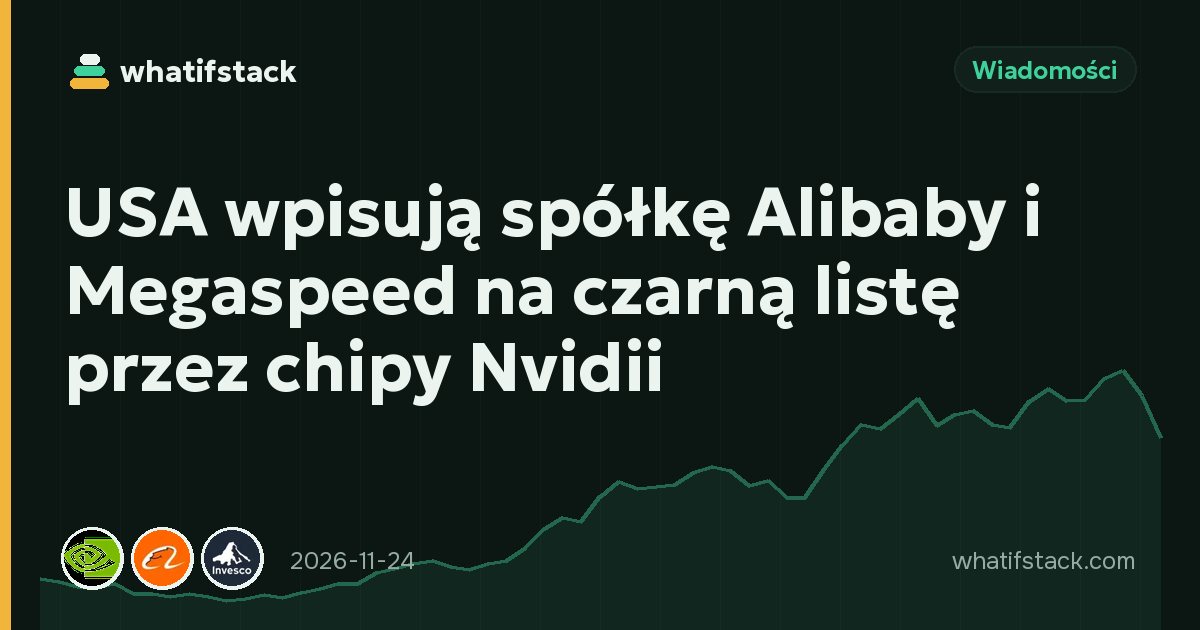 whatifstack
Wiadomości
USA wpisują spółkę Alibaby i
Megaspeed na czarną listę
przez chipy Nvidii
Invesco
2026-11-24
whatifstack.com